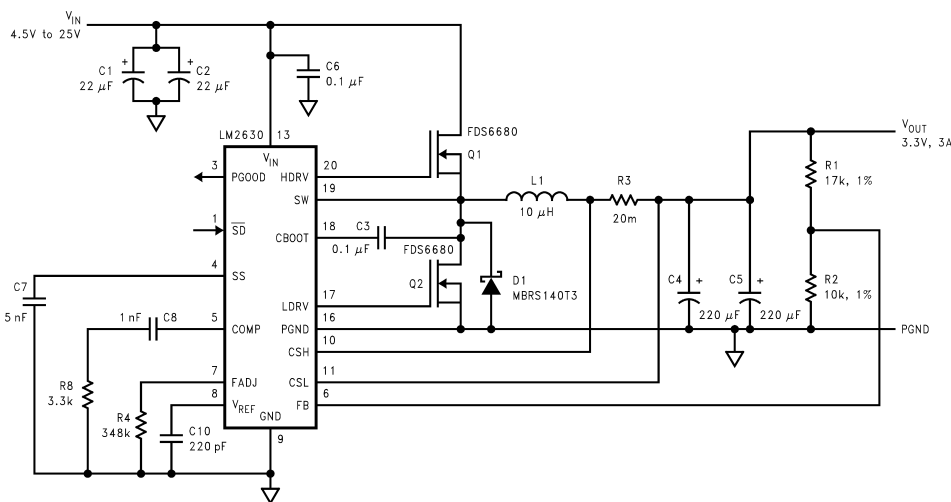 VIN
4.5V to 25V
C1
22 μF
C2
22 μF
C6
0.1 μF
LM2630
13
VIN
FDS6680
Q1
VOUT
3.3V, 3A
3
PGOOD
HDRV
20
19
SW
L1
10 μH
R3
20m
R1
17k, 1%
1
SD
CBOOT
18
C3
0.1 μF
FDS6680
Q2
4
SS
D1
MBRS140T3
C4
220 μF
C5
220 μF
R2
10k, 1%
C7
5 nF
LDRV
17
1 nF
C8
5
COMP
PGND
16
PGND
CSH
10
7
FADJ
CSL
11
R8
3.3k
R4
348k
8
VREF
FB
6
GND
9
C10
220 pF